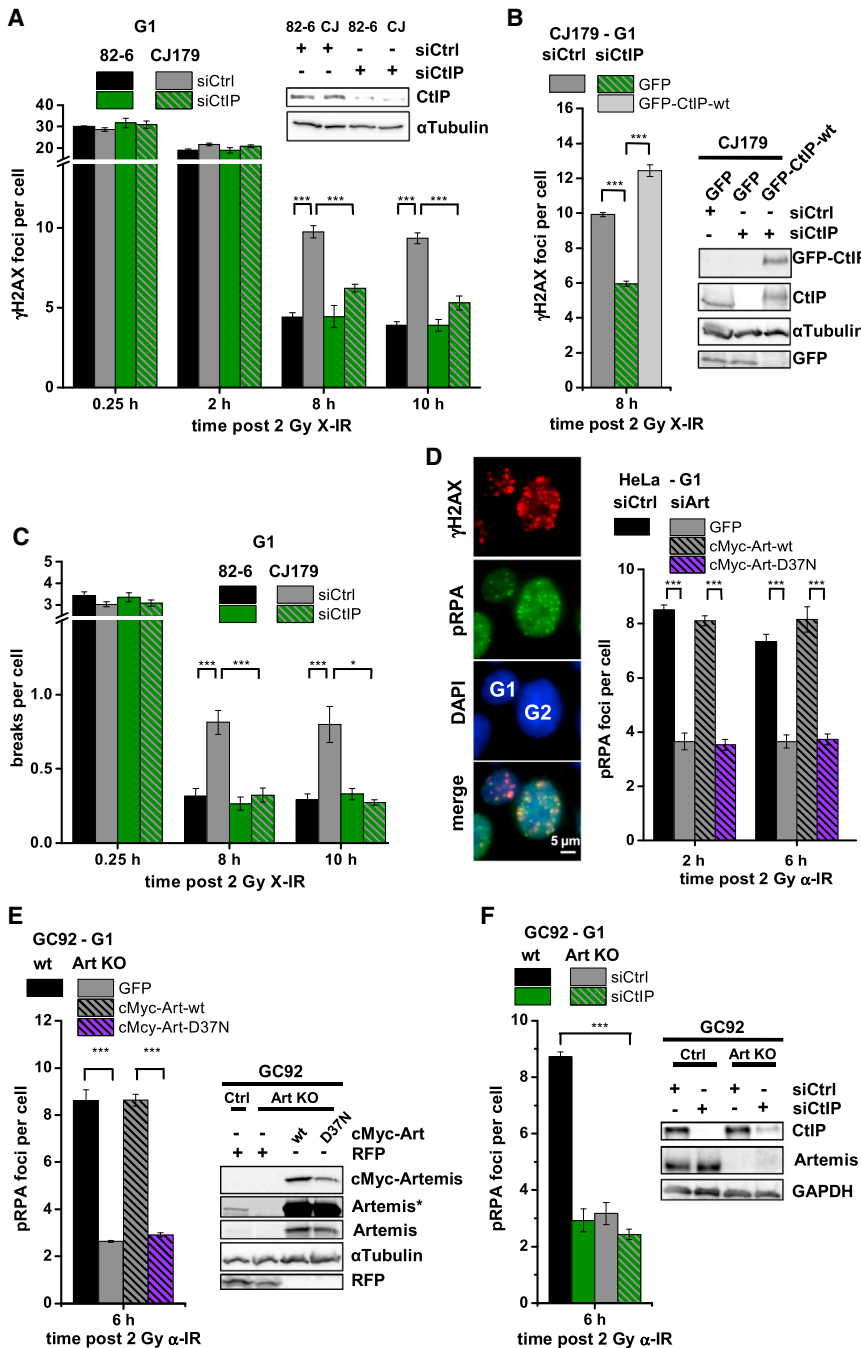 A
G1
82-6 CJ179
siCtrl
siCtIP
82-6 CJ 82-6 CJ
+ + - - siCtrl
- - + + siCtIP
CtIP
αTubulin
γH2AX foci per cell
30
20
10
5
0
*** ***
*** ***
0.25 h 2 h 8 h 10 h
time post 2 Gy X-IR
B
CJ179 - G1
siCtrl siCtIP
GFP
GFP-CtIP-wt
γH2AX foci per cell
16
14
12
10
8
6
4
2
0
***
***
8 h
time post 2 Gy X-IR
CJ179
GFP GFP GFP-CtIP-wt
+ - - siCtrl
- + + siCtIP
GFP-CtIP
CtIP
αTubulin
GFP
C
G1
82-6 CJ179
siCtrl
siCtIP
breaks per cell
5
4
3
1.0
0.5
0.0
*** ***
*** *
0.25 h 8 h 10 h
time post 2 Gy X-IR
D
γH2AX
pRPA
DAPI
G1
G2
merge
5 µm
HeLa - G1
siCtrl siArt
GFP
cMyc-Art-wt
cMyc-Art-D37N
pRPA foci per cell
10
8
6
4
2
0
*** *** *** ***
2 h 6 h
time post 2 Gy α-IR
E
GC92 - G1
wt Art KO
GFP
cMyc-Art-wt
cMcy-Art-D37N
pRPA foci per cell
12
10
8
6
4
2
0
*** ***
6 h
time post 2 Gy α-IR
GC92
Ctrl Art KO
- - wt D37N cMyc-Art
+ + - - RFP
cMyc-Artemis
Artemis*
Artemis
αTubulin
RFP
F
GC92 - G1
wt Art KO
siCtrl
siCtIP
pRPA foci per cell
10
8
6
4
2
0
***
6 h
time post 2 Gy α-IR
GC92
Ctrl Art KO
+ - + - siCtrl
- + - + siCtIP
CtIP
Artemis
GAPDH